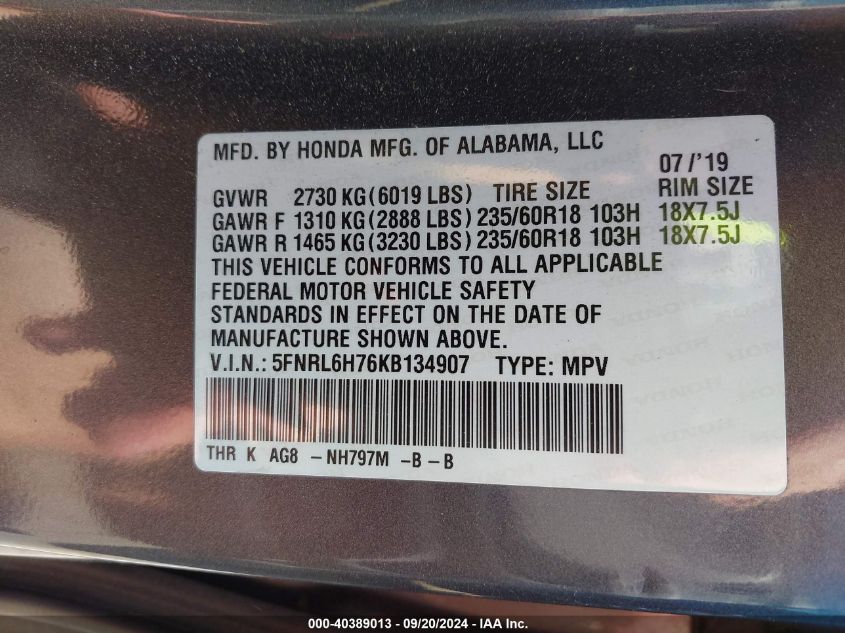 MFD. BY HONDA MFG. OF ALABAMA, LLC
07/'19
GVWR 2730 KG(6019 LBS) TIRE SIZE RIM SIZE
GAWR F 1310 KG(2888 LBS) 235/60R18 103H 18X7.5J
GAWR R 1465 KG(3230 LBS) 235/60R18 103H 18X7.5J
THIS VEHICLE CONFORMS TO ALL APPLICABLE
FEDERAL MOTOR VEHICLE SAFETY
STANDARDS IN EFFECT ON THE DATE OF
MANUFACTURE SHOWN ABOVE.
V.I.N.: 5FNRL6H76KB134907 TYPE: MPV
THR K AG8 -NH797M -B-B
000-40389013 - 09/20/2024 - IAA Inc.